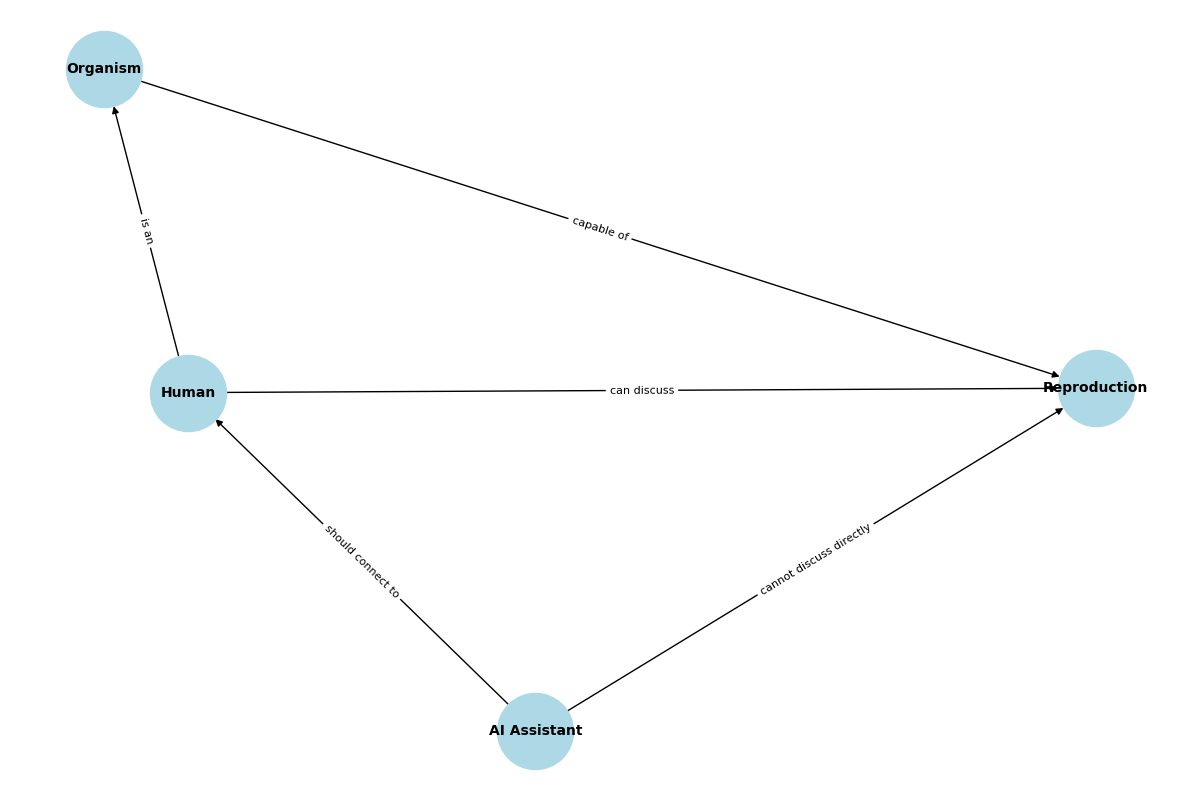 Organism
capable of
is an
Human
can discuss
Reproduction
should connect to
cannot discuss directly
AI Assistant